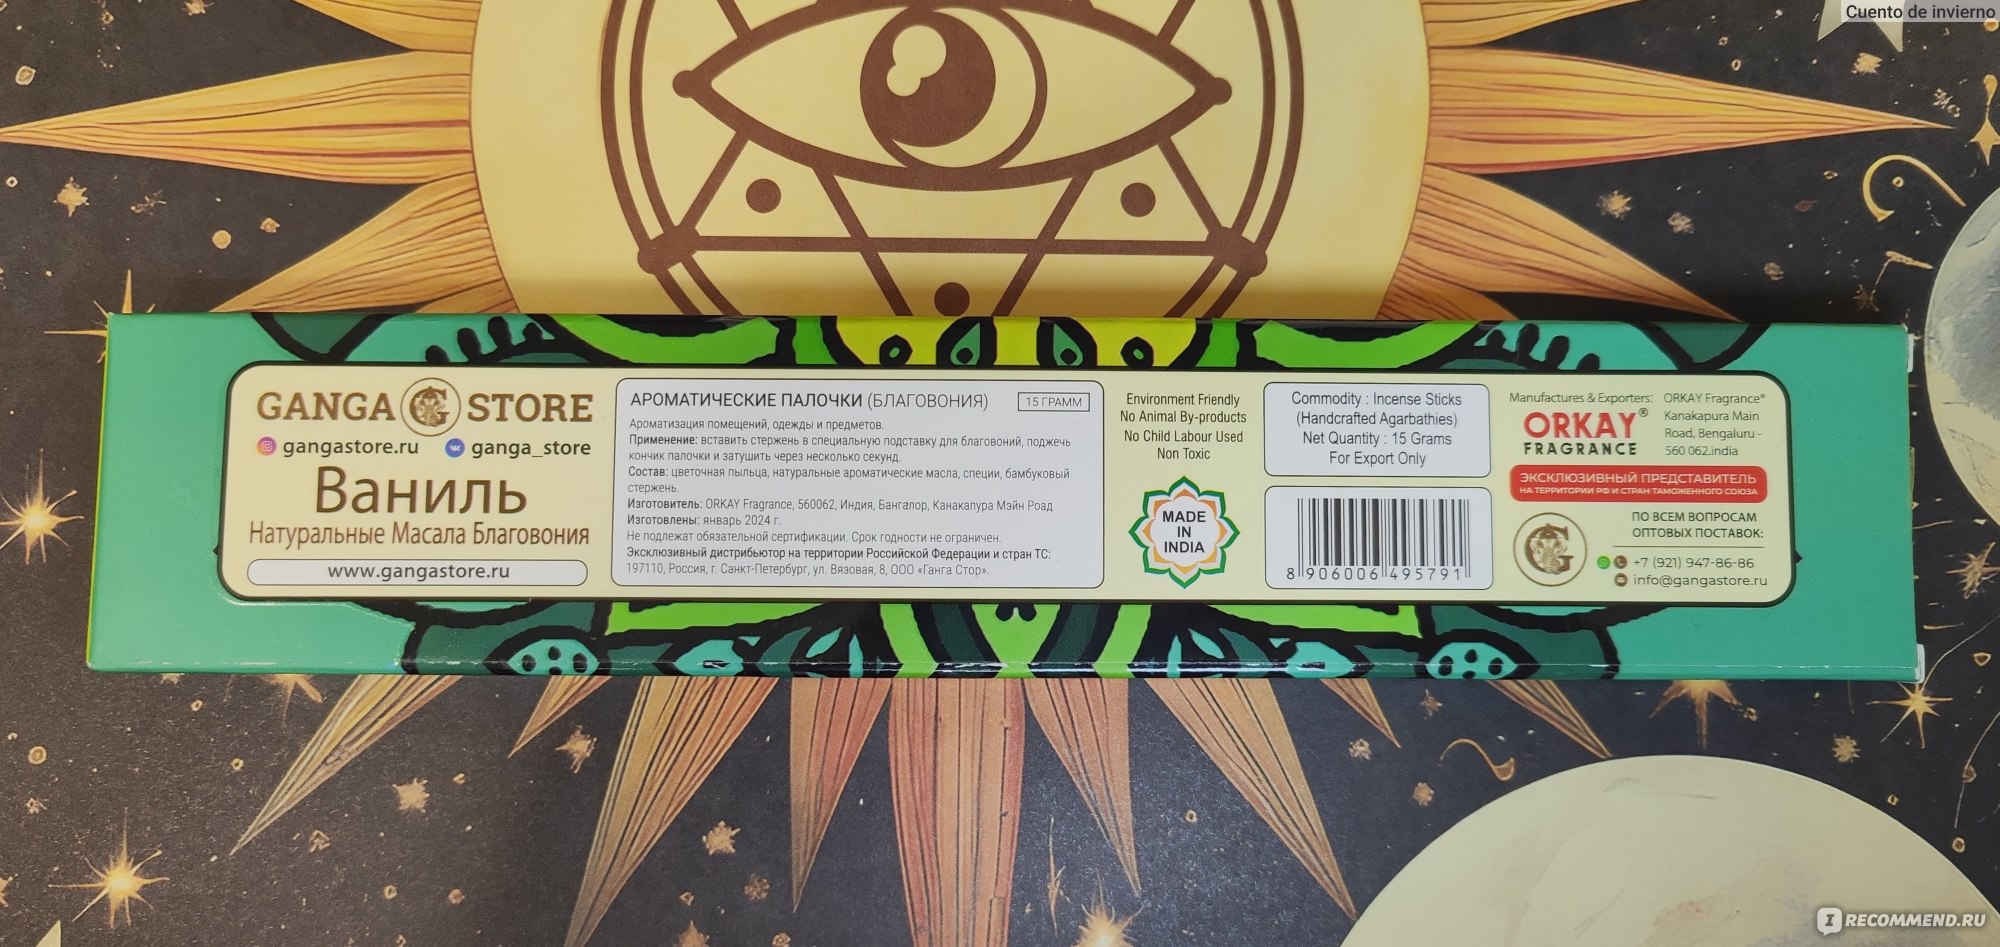 Cuento de invierno
GANGA STORE
gangastore.ru ganga_store
Ваниль
Натуральные Масала Благовония
www.gangastore.ru
АРОМАТИЧЕСКИЕ ПАЛОЧКИ (БЛАГОВОНИЯ) 15 ГРАММ
Ароматизация помещений, одежды и предметов.
Применение: вставить стержень в специальную подставку для благовоний, поджечь
кончик палочки и затушить через несколько секунд.
Состав: цветочная пыльца, натуральные ароматические масла, специи, бамбуковый
стержень.
Изготовитель: ORKAY Fragrance, 560062, Индия, Бангалор, Канакапура Мэйн Роад
Изготовлены: январь 2024 г.
Не подлежат обязательной сертификации. Срок годности не ограничен.
Эксклюзивный дистрибьютор на территории Российской Федерации и стран ТС:
197110, Россия, г. Санкт-Петербург, ул. Вязовая, 8, ООО «Ганга Стор».
Environment Friendly
No Animal By-products
No Child Labour Used
Non Toxic
MADE
IN
INDIA
Commodity : Incense Sticks
(Handcrafted Agarbathies)
Net Quantity : 15 Grams
For Export Only
8 906006 495791
Manufactures & Exporters:
ORKAY®
FRAGRANCE
ORKAY Fragrance®
Kanakapura Main
Road, Bengaluru -
560 062.india
ЭКСКЛЮЗИВНЫЙ ПРЕДСТАВИТЕЛЬ
НА ТЕРРИТОРИИ РФ И СТРАН ТАМОЖЕННОГО СОЮЗА
ПО ВСЕМ ВОПРОСАМ
ОПТОВЫХ ПОСТАВОК:
+7 (921) 947-86-86
info@gangastore.ru
I RECOMMEND.RU